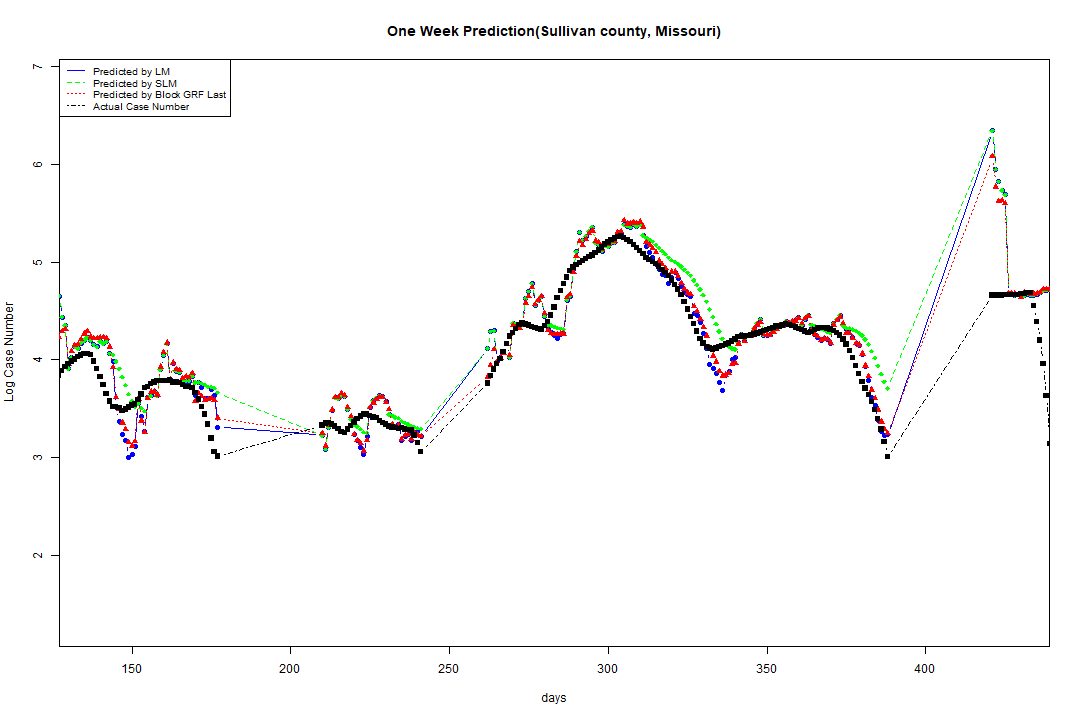 One Week Prediction(Sullivan county, Missouri)
Predicted by LM
Predicted by SLM
Predicted by Block GRF Last
Actual Case Number
7
6
5
4
3
2
Log Case Number
150 200 250 300 350 400
days